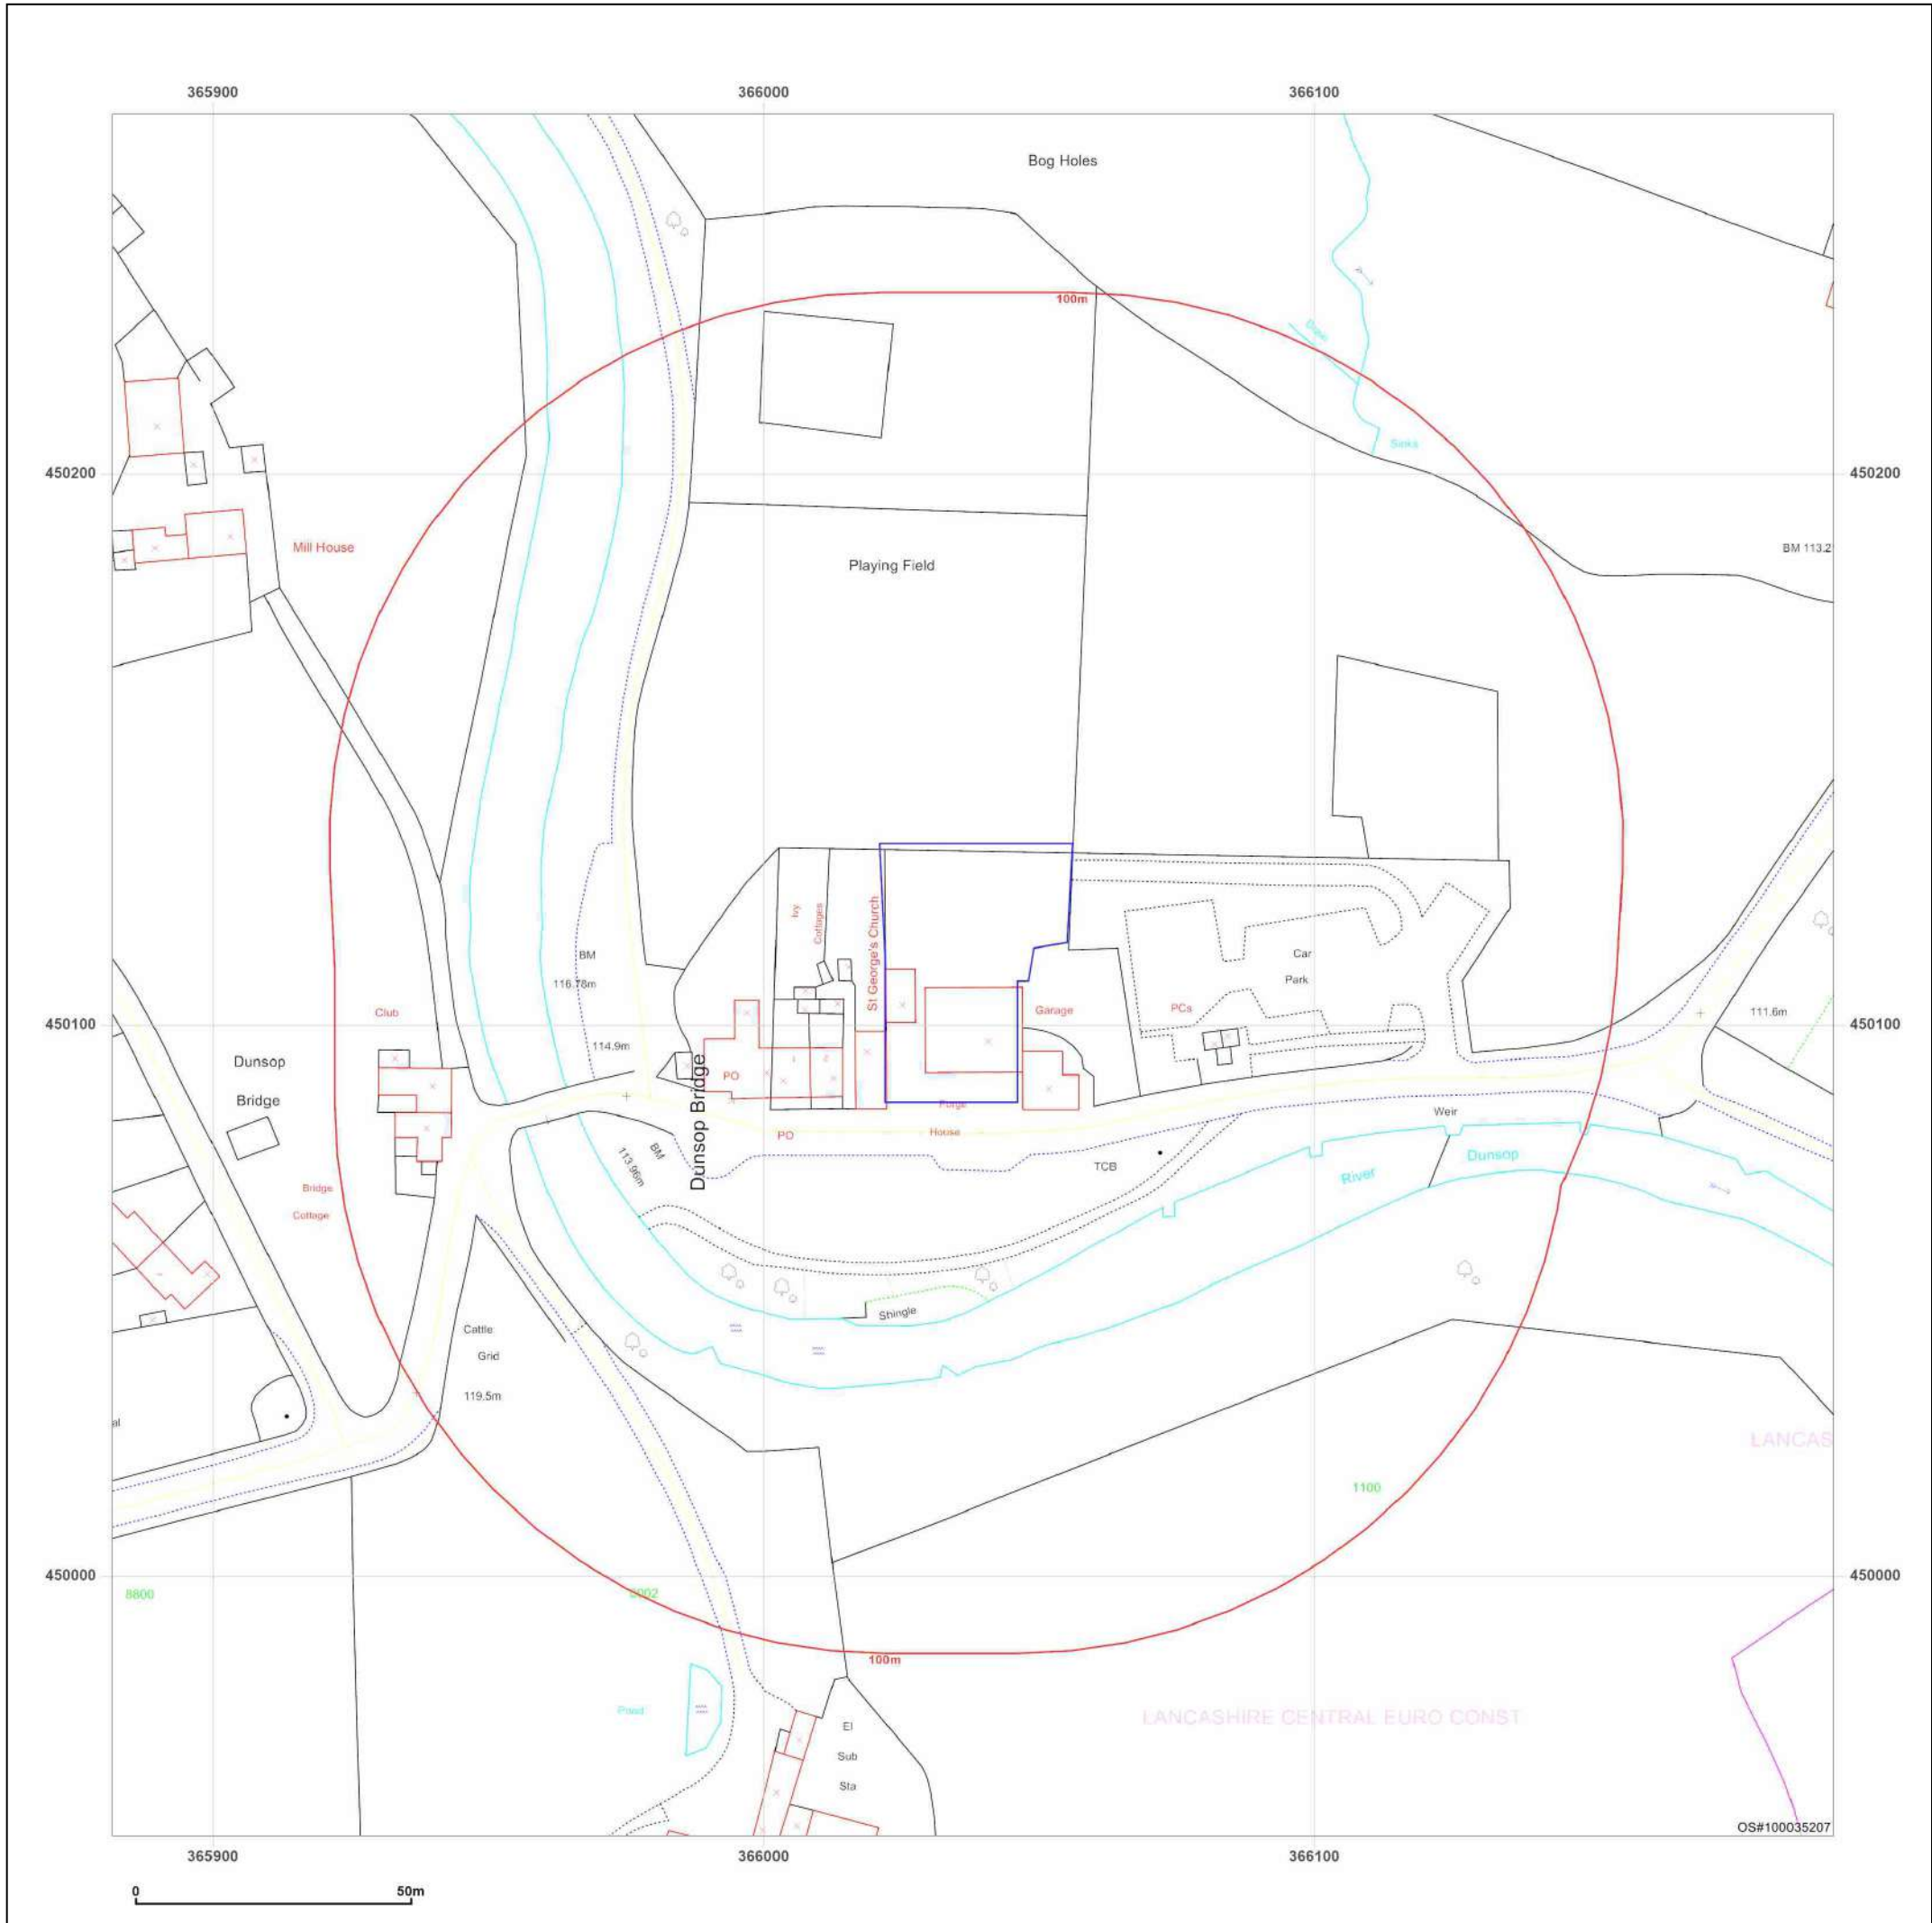 365900
366000
366100
Bog Holes
100m
Drain
Sinks
450200
450200
Mill House
Playing Field
BM 113.2
Ivy
Cottages
St George's Church
BM
116.78m
Car
Park
Club
Garage
PCs
450100
450100
111.6m
114.9m
Dunsop
Bridge
Dunsop Bridge
PO
1
2
Forge
House
PO
Weir
BM
113.96m
TCB
River
Dunsop
Bridge
Cottage
Shingle
Cattle
Grid
119.5m
al
LANCAS
1100
450000
450000
8800
100m
Pond
LANCASHIRE CENTRAL EURO CONST
El
Sub
Sta
OS#100035207
365900
366000
366100
0
50m